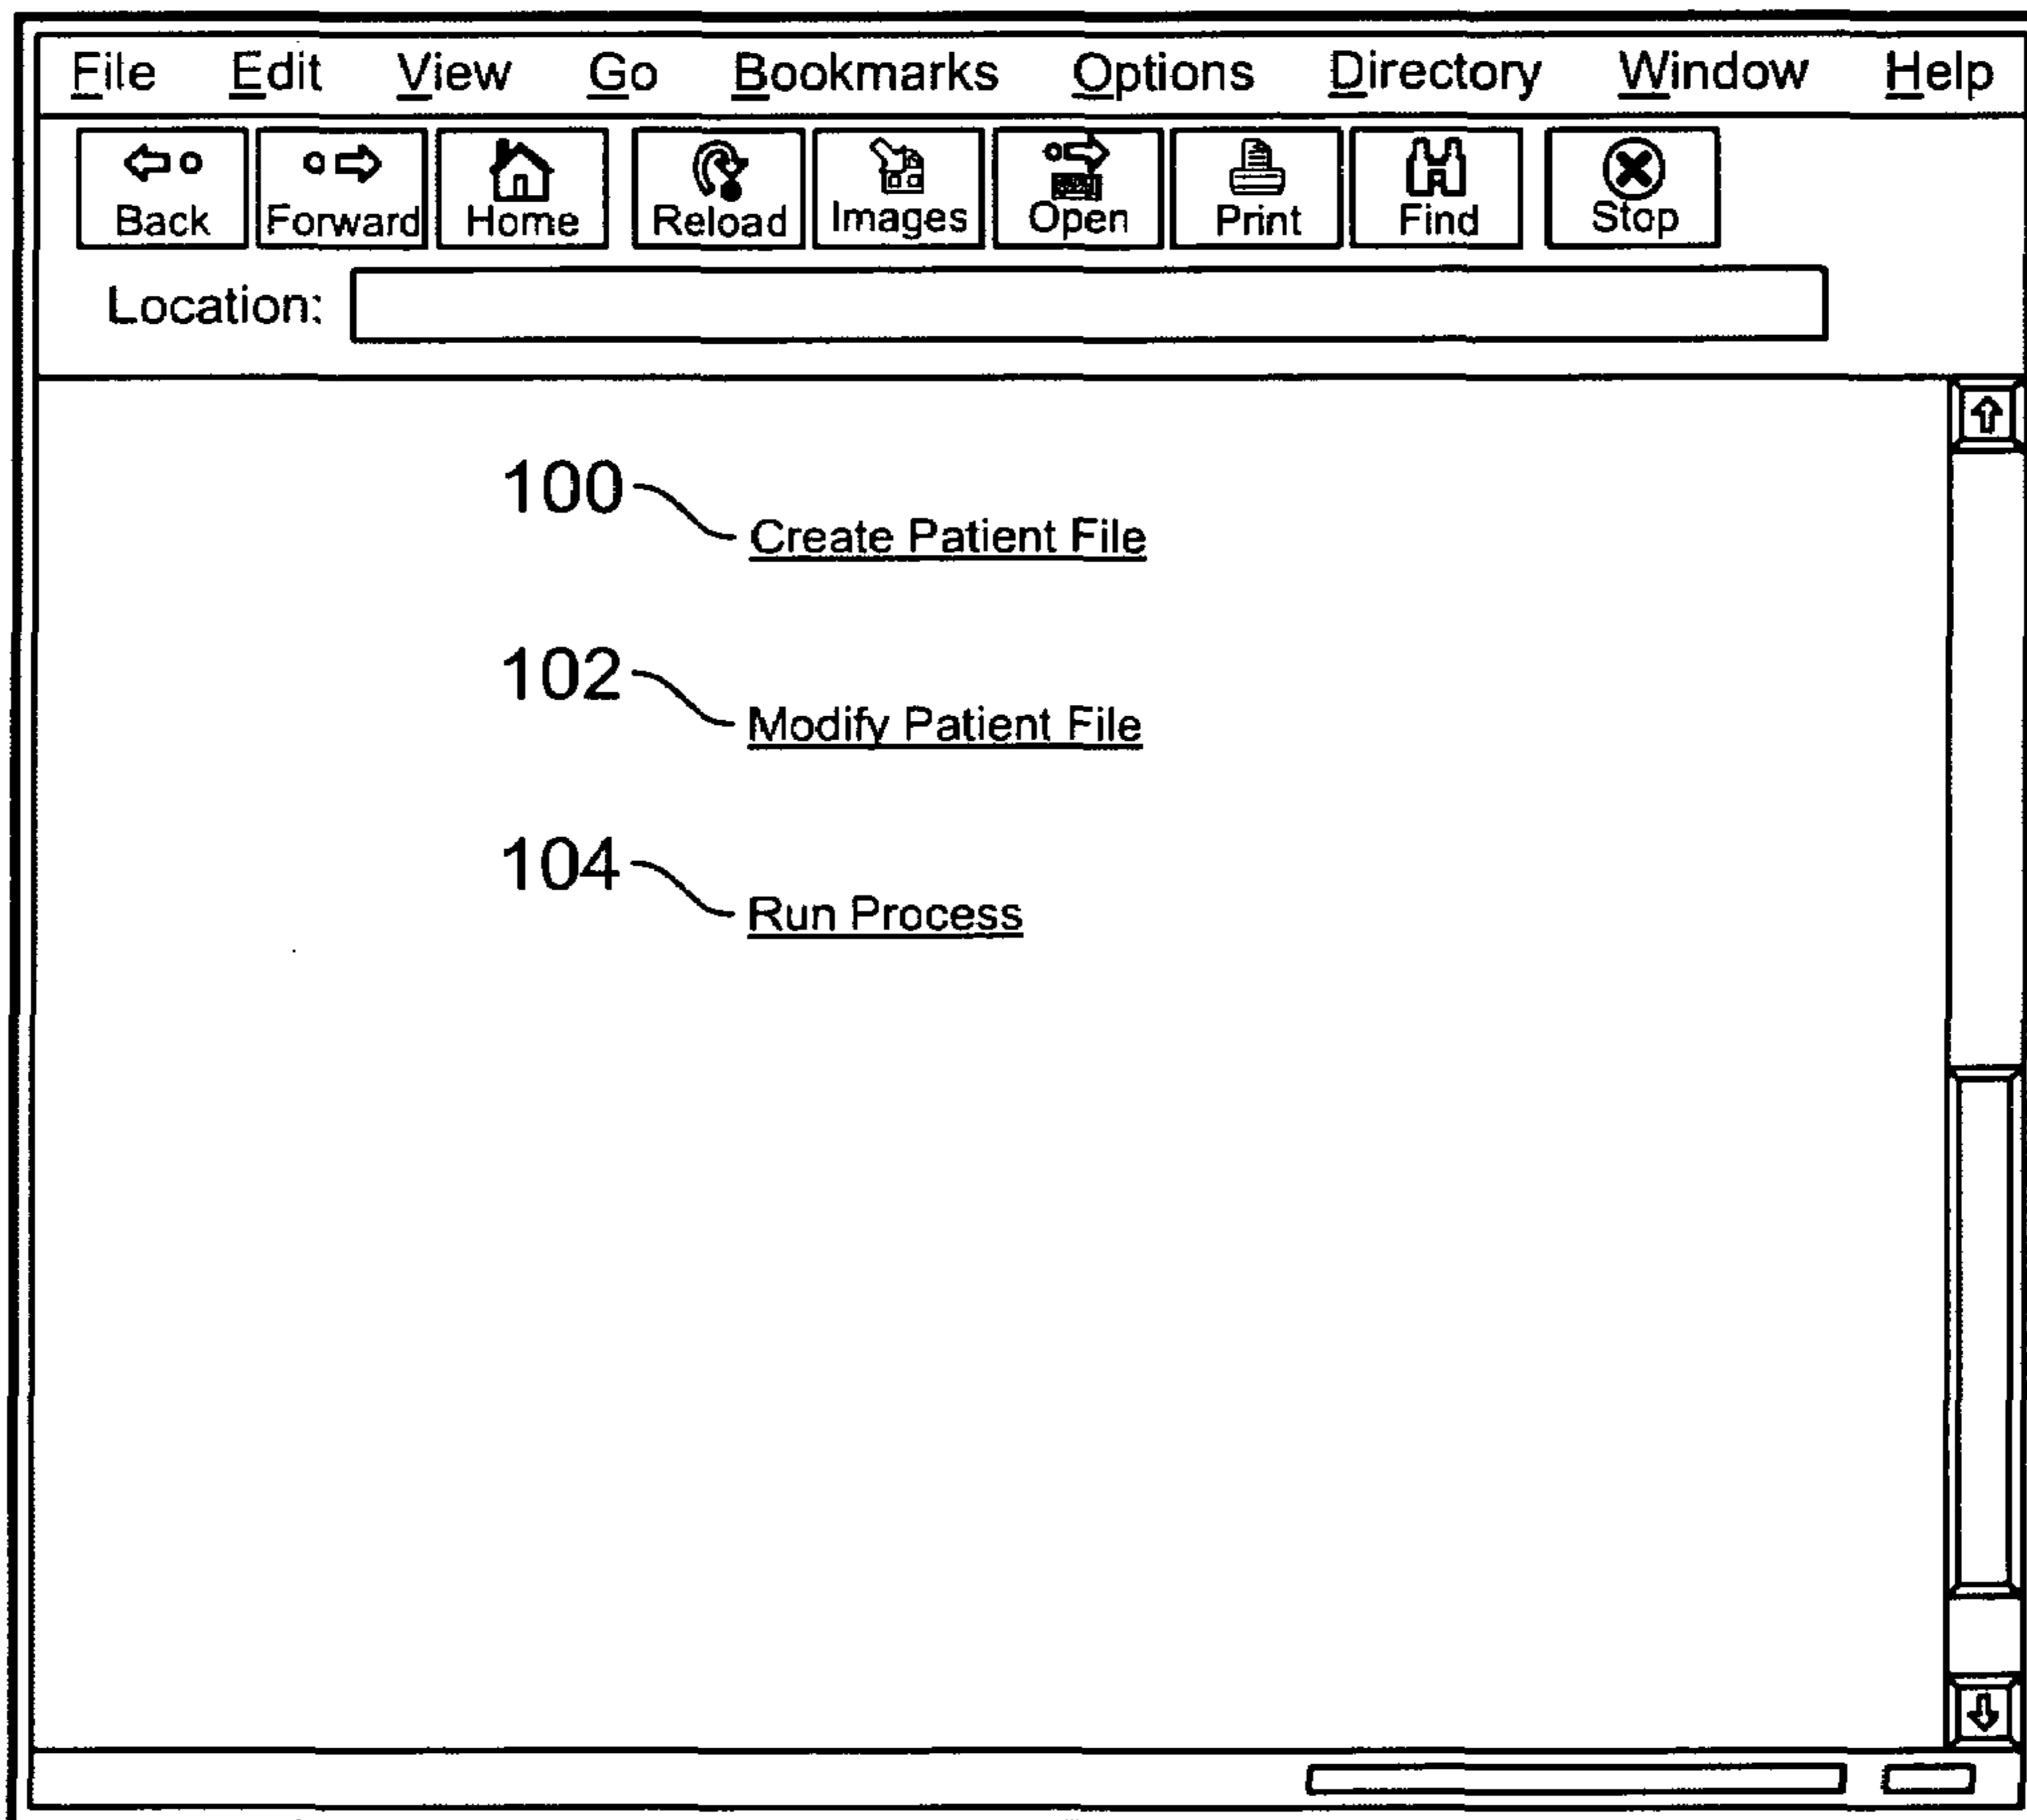 File Edit View Go Bookmarks Options Directory Window Help
Back Forward Home Reload Images Open Print Find Stop
Location:
100
Create Patient File
102
Modify Patient File
104
Run Process